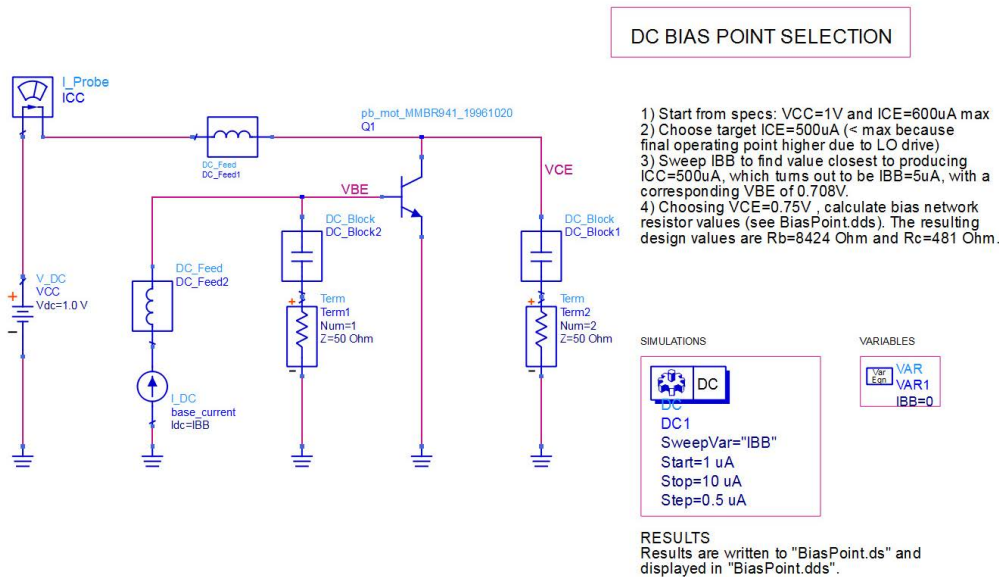 DC BIAS POINT SELECTION
I_Probe
ICC
pb_mot_MMBR941_19961020
Q1
DC_Feed
DC_Feed1
VCE
VBE
DC_Block
DC_Block2
DC_Block
DC_Block1
DC_Feed
DC_Feed2
V_DC
VCC
Vdc=1.0 V
+
−
+
Term
Term1
Num=1
Z=50 Ohm
-
+
Term
Term2
Num=2
Z=50 Ohm
-
I_DC
base_current
Idc=IBB
1) Start from specs: VCC=1V and ICE=600uA max
2) Choose target ICE=500uA (< max because
final operating point higher due to LO drive)
3) Sweep IBB to find value closest to producing
ICC=500uA, which turns out to be IBB=5uA, with a
corresponding VBE of 0.708V.
4) Choosing VCE=0.75V , calculate bias network
resistor values (see BiasPoint.dds). The resulting
design values are Rb=8424 Ohm and Rc=481 Ohm.
SIMULATIONS
DC
DC
DC1
SweepVar="IBB"
Start=1 uA
Stop=10 uA
Step=0.5 uA
VARIABLES
Var
Eqn
VAR
VAR1
IBB=0
RESULTS
Results are written to "BiasPoint.ds" and
displayed in "BiasPoint.dds".